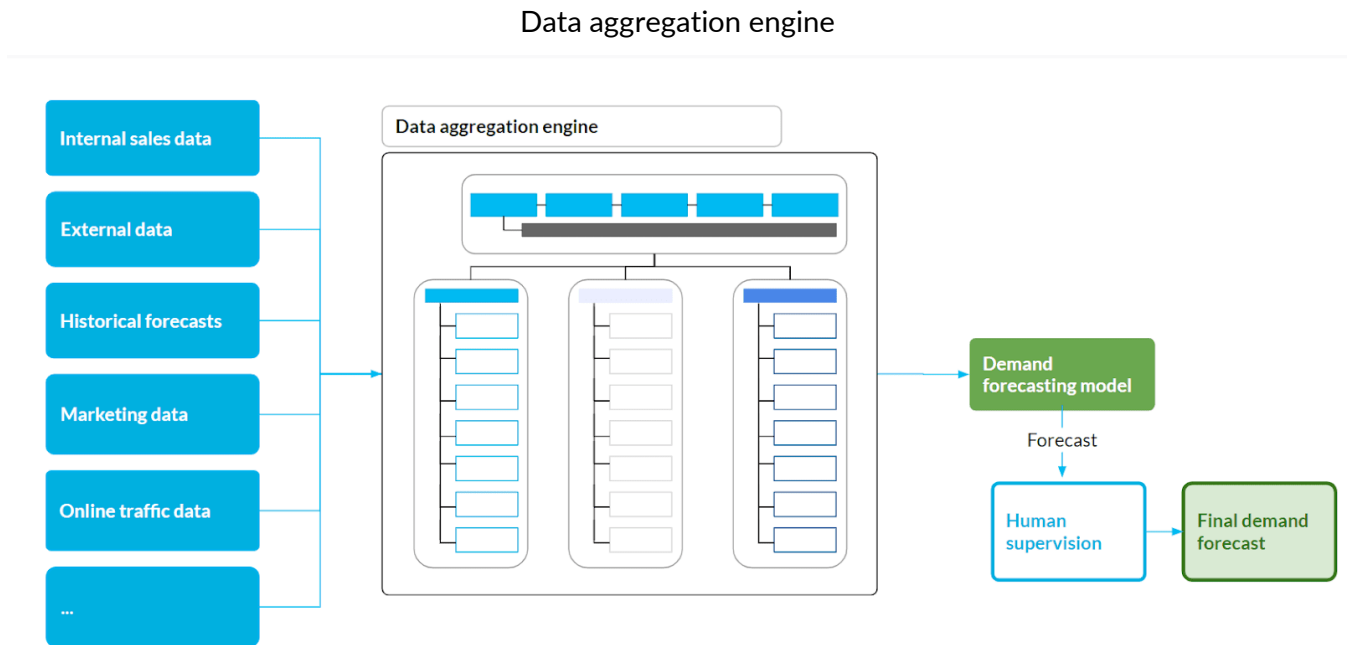 Data aggregation engine
Internal sales data
External data
Historical forecasts
Marketing data
Online traffic data
...
Data aggregation engine
Demand
forecasting model
Forecast
Human
supervision
Final demand
forecast